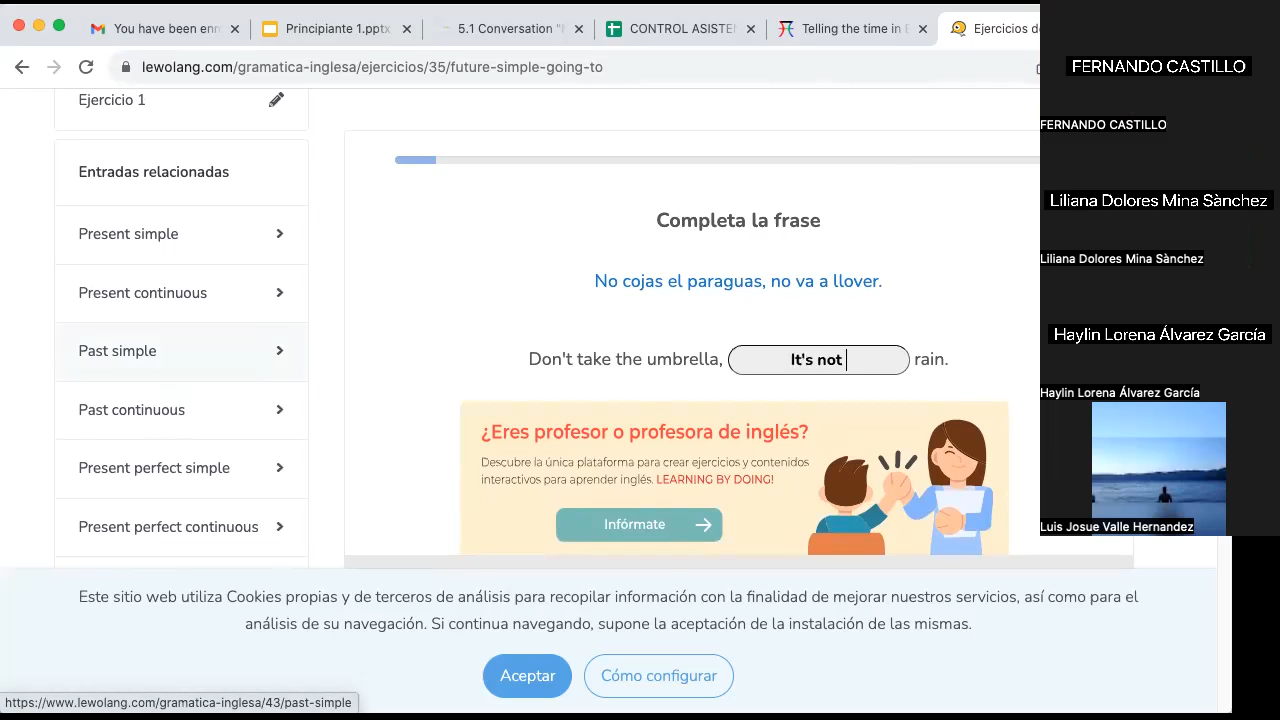 You have been enr
Principiante 1.pptx
5.1 Conversation "
CONTROL ASISTEN
Telling the time in E
Ejercicios de
lewolang.com/gramatica-inglesa/ejercicios/35/future-simple-going-to
Ejercicio 1
Entradas relacionadas
Present simple
Present continuous
Past simple
Past continuous
Present perfect simple
Present perfect continuous
Completa la frase
No cojas el paraguas, no va a llover.
Don't take the umbrella, It's not rain.
¿Eres profesor o profesora de inglés?
Descubre la única plataforma para crear ejercicios y contenidos
interactivos para aprender inglés. LEARNING BY DOING!
Infórmate
Este sitio web utiliza Cookies propias y de terceros de análisis para recopilar información con la finalidad de mejorar nuestros servicios, así como para el
análisis de su navegación. Si continua navegando, supone la aceptación de la instalación de las mismas.
Aceptar
Cómo configurar
https://www.lewolang.com/gramatica-inglesa/43/past-simple
FERNANDO CASTILLO
FERNANDO CASTILLO
Liliana Dolores Mina Sànchez
Liliana Dolores Mina Sànchez
Haylin Lorena Álvarez García
Haylin Lorena Álvarez García
Luis Josue Valle Hernandez